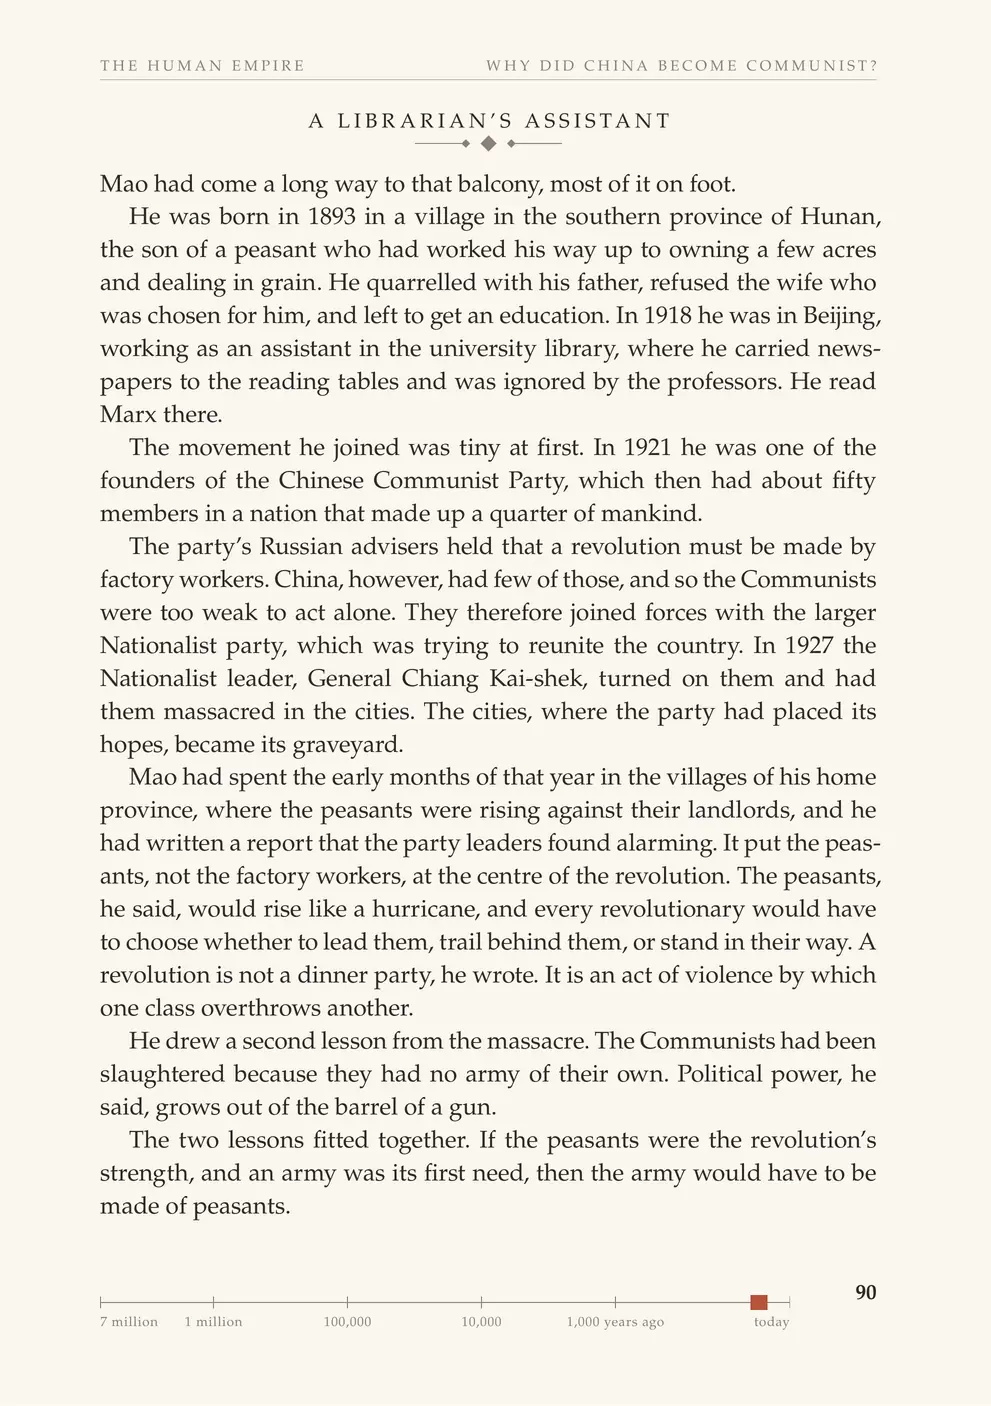 THE HUMAN EMPIRE
WHY DID CHINA BECOME COMMUNIST?
A LIBRARIAN’S ASSISTANT
Mao had come a long way to that balcony, most of it on foot.
He was born in 1893 in a village in the southern province of Hunan,
the son of a peasant who had worked his way up to owning a few acres
and dealing in grain. He quarrelled with his father, refused the wife who
was chosen for him, and left to get an education. In 1918 he was in Beijing,
working as an assistant in the university library, where he carried news-
papers to the reading tables and was ignored by the professors. He read
Marx there.
The movement he joined was tiny at first. In 1921 he was one of the
founders of the Chinese Communist Party, which then had about fifty
members in a nation that made up a quarter of mankind.
The party’s Russian advisers held that a revolution must be made by
factory workers. China, however, had few of those, and so the Communists
were too weak to act alone. They therefore joined forces with the larger
Nationalist party, which was trying to reunite the country. In 1927 the
Nationalist leader, General Chiang Kai-shek, turned on them and had
them massacred in the cities. The cities, where the party had placed its
hopes, became its graveyard.
Mao had spent the early months of that year in the villages of his home
province, where the peasants were rising against their landlords, and he
had written a report that the party leaders found alarming. It put the peas-
ants, not the factory workers, at the centre of the revolution. The peasants,
he said, would rise like a hurricane, and every revolutionary would have
to choose whether to lead them, trail behind them, or stand in their way. A
revolution is not a dinner party, he wrote. It is an act of violence by which
one class overthrows another.
He drew a second lesson from the massacre. The Communists had been
slaughtered because they had no army of their own. Political power, he
said, grows out of the barrel of a gun.
The two lessons fitted together. If the peasants were the revolution’s
strength, and an army was its first need, then the army would have to be
made of peasants.
90
7 million
1 million
100,000
10,000
1,000 years ago
today